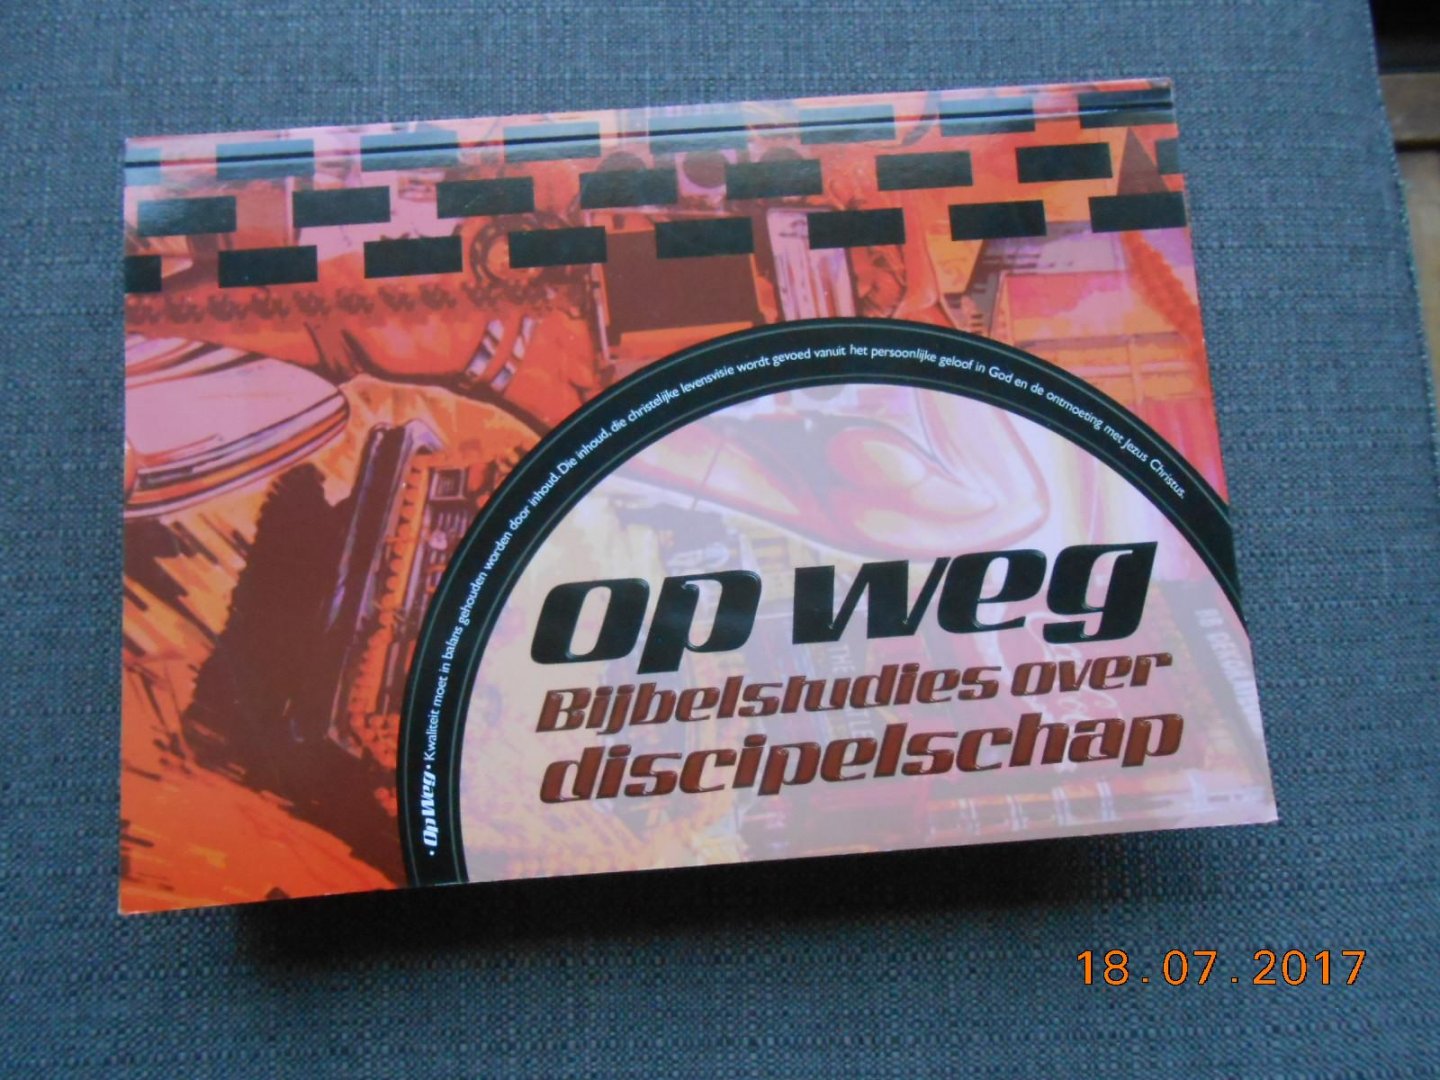 • Op Weg • Kwaliteit moet in balans gehouden worden door inhoud. Die inhoud, die christelijke levensvisie wordt gevoed vanuit het persoonlijke geloof in God en de ontmoeting met Jezus Christus.
op weg
Bijbelstudies over
discipelschap
18.07.2017